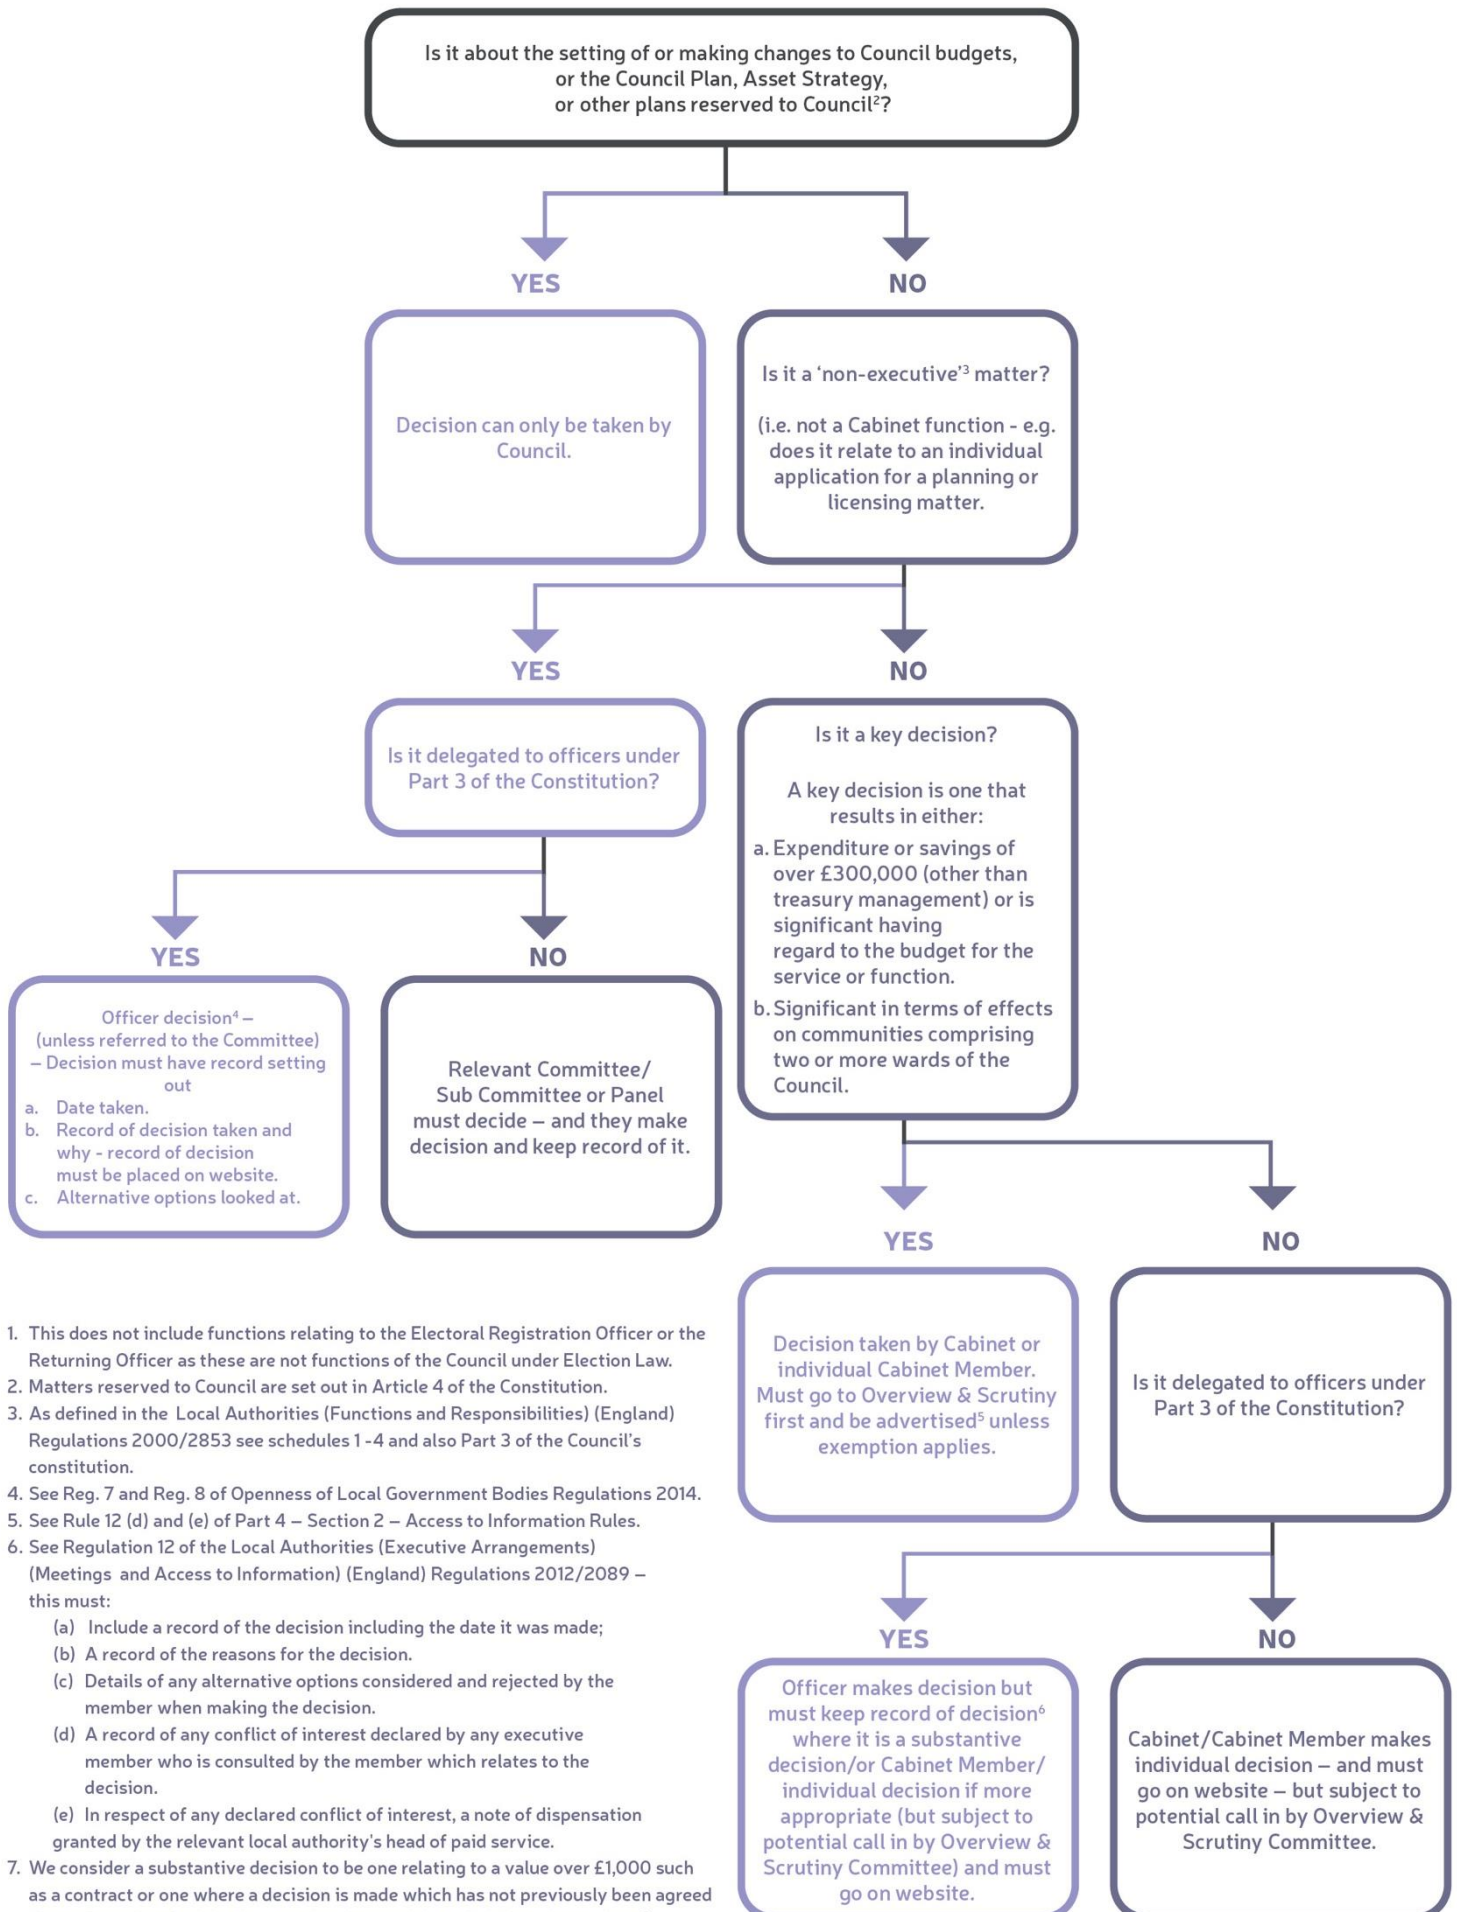 Is it about the setting of or making changes to Council budgets,
or the Council Plan, Asset Strategy,
or other plans reserved to Council²?
YES
NO
Decision can only be taken by
Council.
Is it a ‘non-executive’³ matter?
(i.e. not a Cabinet function - e.g.
does it relate to an individual
application for a planning or
licensing matter.
YES
NO
Is it delegated to officers under
Part 3 of the Constitution?
Is it a key decision?
A key decision is one that
results in either:
a. Expenditure or savings of
over £300,000 (other than
treasury management) or is
significant having
regard to the budget for the
service or function.
b. Significant in terms of effects
on communities comprising
two or more wards of the
Council.
YES
NO
Officer decision⁴ –
(unless referred to the Committee)
– Decision must have record setting
out
a. Date taken.
b. Record of decision taken and
why - record of decision
must be placed on website.
c. Alternative options looked at.
Relevant Committee/
Sub Committee or Panel
must decide – and they make
decision and keep record of it.
YES
NO
Decision taken by Cabinet or
individual Cabinet Member.
Must go to Overview & Scrutiny
first and be advertised⁵ unless
exemption applies.
Is it delegated to officers under
Part 3 of the Constitution?
YES
NO
Officer makes decision but
must keep record of decision⁶
where it is a substantive
decision/or Cabinet Member/
individual decision if more
appropriate (but subject to
potential call in by Overview &
Scrutiny Committee) and must
go on website.
Cabinet/Cabinet Member makes
individual decision – and must
go on website – but subject to
potential call in by Overview &
Scrutiny Committee.
1. This does not include functions relating to the Electoral Registration Officer or the
Returning Officer as these are not functions of the Council under Election Law.
2. Matters reserved to Council are set out in Article 4 of the Constitution.
3. As defined in the Local Authorities (Functions and Responsibilities) (England)
Regulations 2000/2853 see schedules 1 -4 and also Part 3 of the Council’s
constitution.
4. See Reg. 7 and Reg. 8 of Openness of Local Government Bodies Regulations 2014.
5. See Rule 12 (d) and (e) of Part 4 – Section 2 – Access to Information Rules.
6. See Regulation 12 of the Local Authorities (Executive Arrangements)
(Meetings and Access to Information) (England) Regulations 2012/2089 –
this must:
(a) Include a record of the decision including the date it was made;
(b) A record of the reasons for the decision.
(c) Details of any alternative options considered and rejected by the
member when making the decision.
(d) A record of any conflict of interest declared by any executive
member who is consulted by the member which relates to the
decision.
(e) In respect of any declared conflict of interest, a note of dispensation
granted by the relevant local authority's head of paid service.
7. We consider a substantive decision to be one relating to a value over £1,000 such
as a contract or one where a decision is made which has not previously been agreed